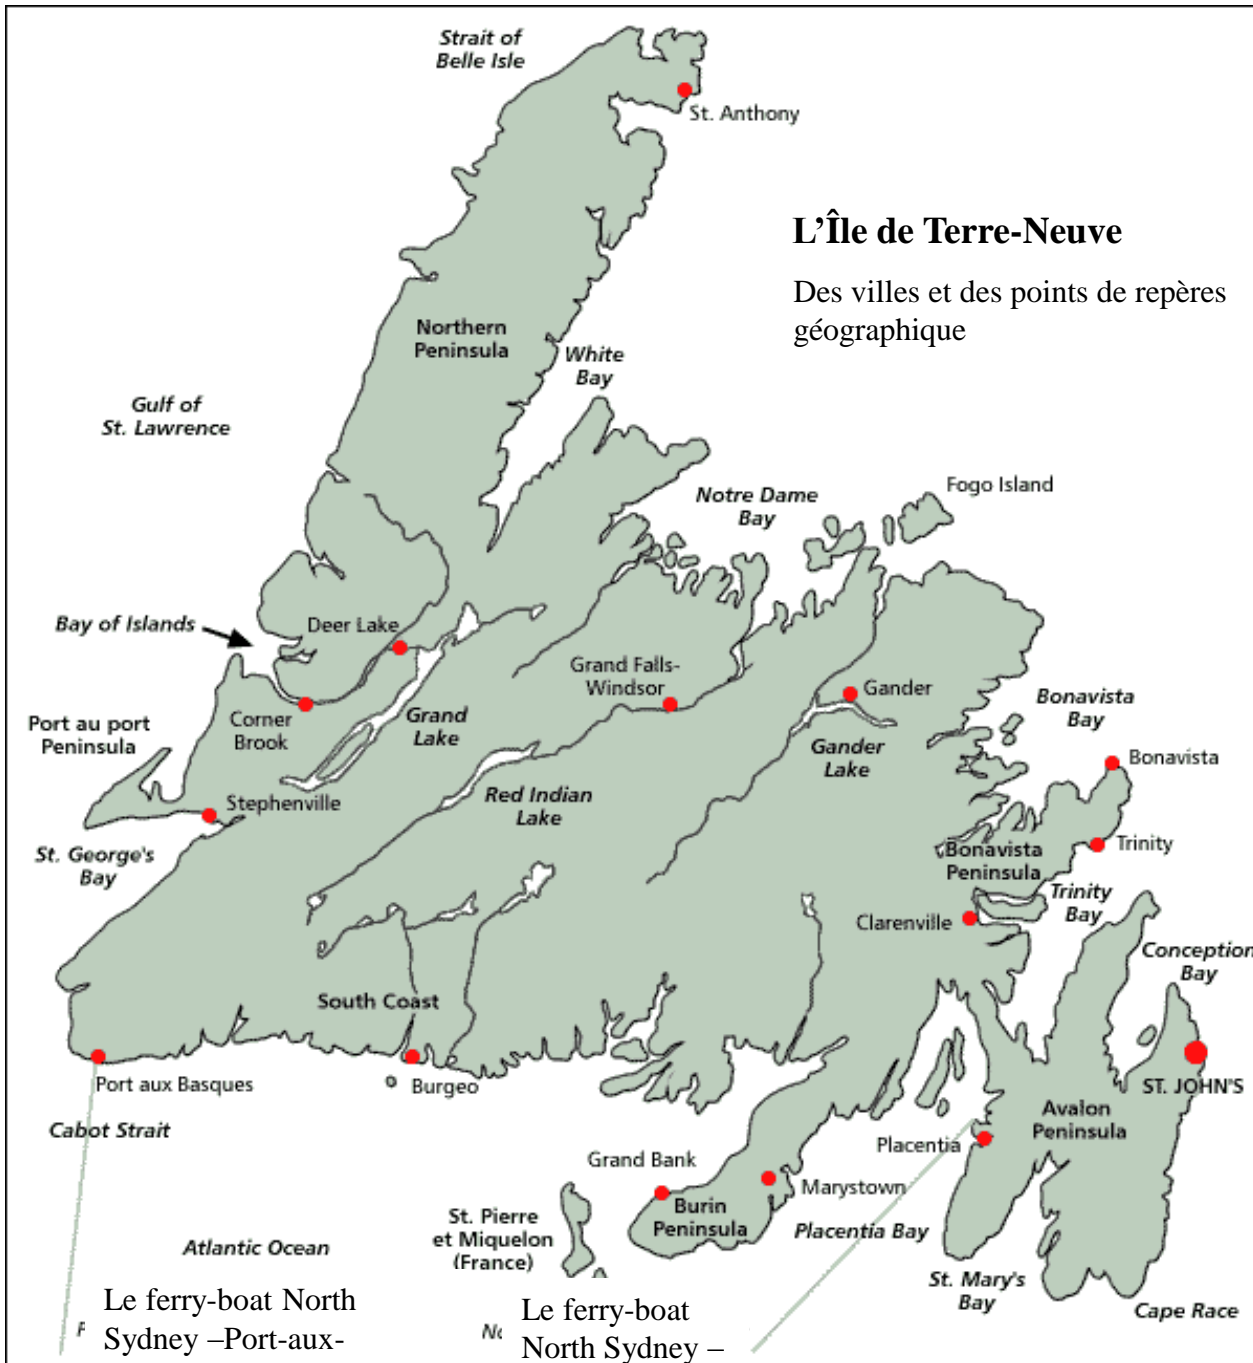 Strait of
Belle Isle
St. Anthony
L'Île de Terre-Neuve
Des villes et des points de repères
géographique
Northern
Peninsula
White
Bay
Gulf of
St. Lawrence
Notre Dame
Bay
Fogo Island
Bay of Islands
Deer Lake
Grand Falls-
Windsor
Gander
Corner
Brook
Grand
Lake
Gander
Lake
Bonavista
Bay
Port au port
Peninsula
Bonavista
Stephenville
Red Indian
Lake
St. George's
Bay
Bonavista
Peninsula
Trinity
Trinity
Bay
Clarenville
Conception
Bay
South Coast
Port aux Basques
Burgeo
ST. JOHN'S
Cabot Strait
Avalon
Peninsula
Placentia
Grand Bank
Marystown
Burin
Peninsula
St. Pierre
et Miquelon
(France)
Placentia Bay
Atlantic Ocean
St. Mary's
Bay
Cape Race
Le ferry-boat North
Sydney –Port-aux-
Le ferry-boat
North Sydney –